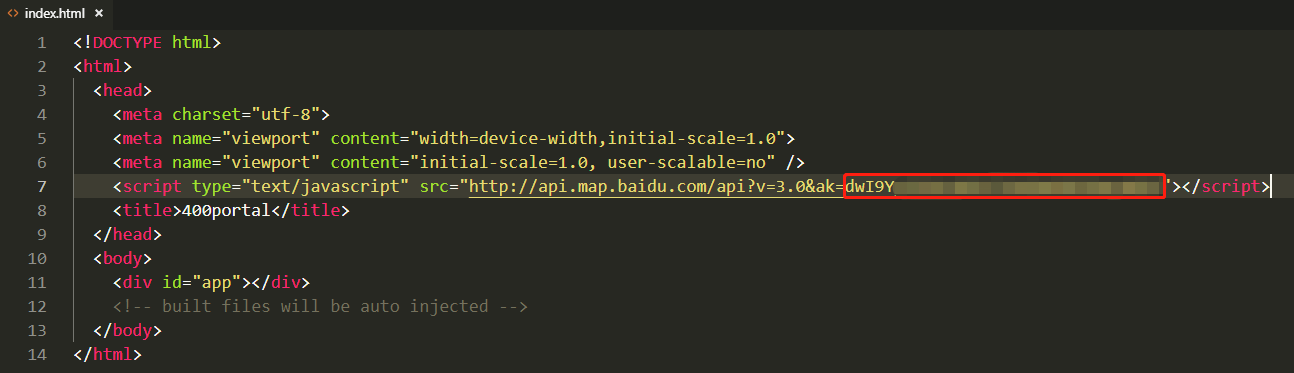 index.html ×
1 <!DOCTYPE html>
2 <html>
3 <head>
4 <meta charset="utf-8">
5 <meta name="viewport" content="width=device-width,initial-scale=1.0">
6 <meta name="viewport" content="initial-scale=1.0, user-scalable=no" />
7 <script type="text/javascript" src="http://api.map.baidu.com/api?v=3.0&ak=dwI9Y "></script>
8 <title>400portal</title>
9 </head>
10 <body>
11 <div id="app"></div>
12 <!-- built files will be auto injected -->
13 </body>
14 </html>